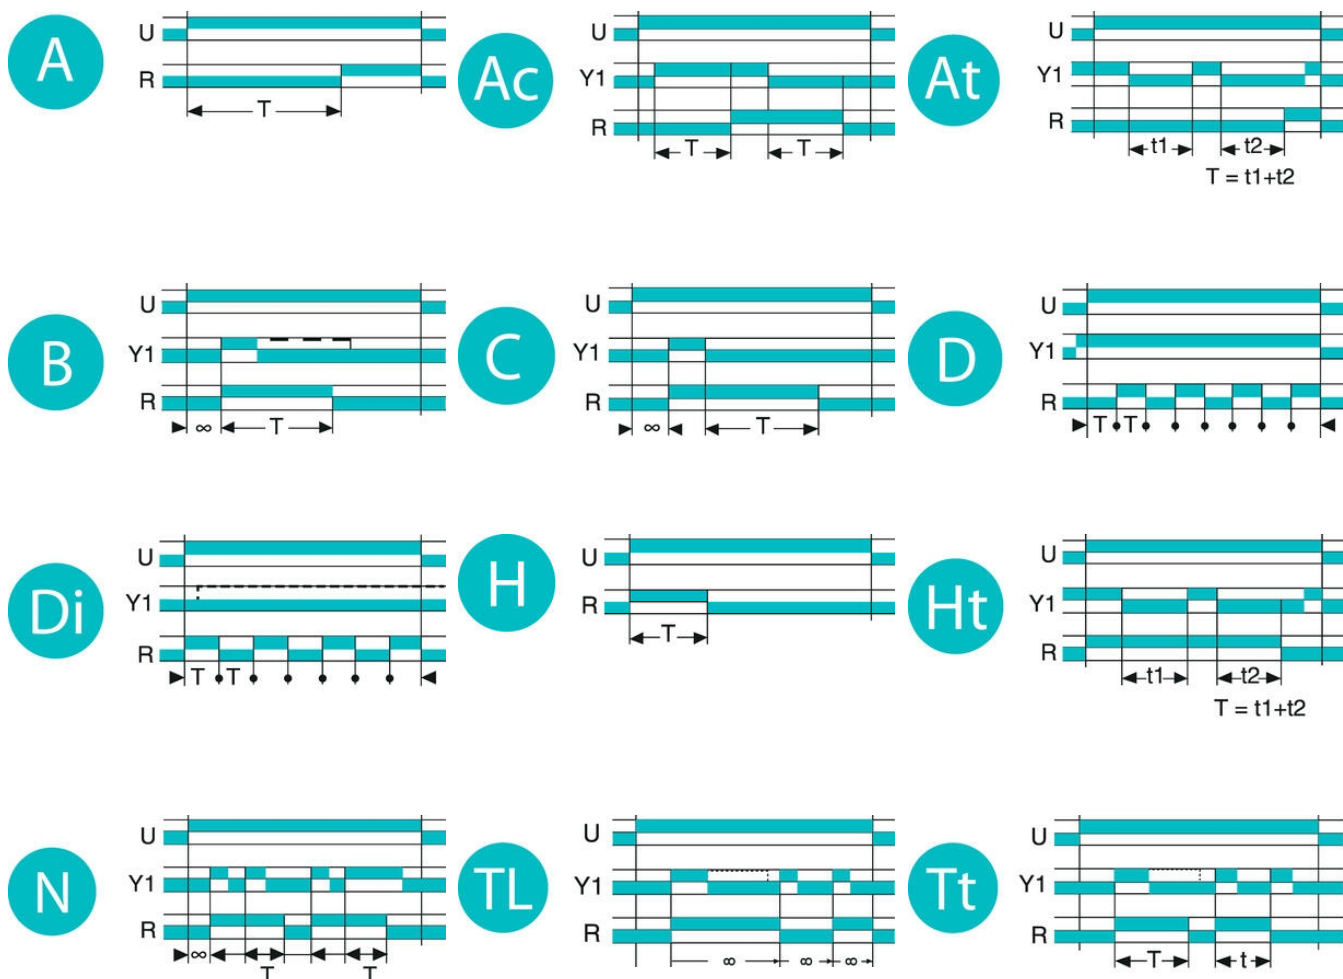 A
U
R
T
Ac
U
Y1
R
T T
At
U
Y1
R
t1 t2
T = t1+t2
B
U
Y1
R
∞ T
C
U
Y1
R
∞ T
D
U
Y1
R
T T
Di
U
Y1
R
T T
H
U
R
T
Ht
U
Y1
R
t1 t2
T = t1+t2
N
U
Y1
R
∞
T T
TL
U
Y1
R
∞ ∞ ∞
Tt
U
Y1
R
T t